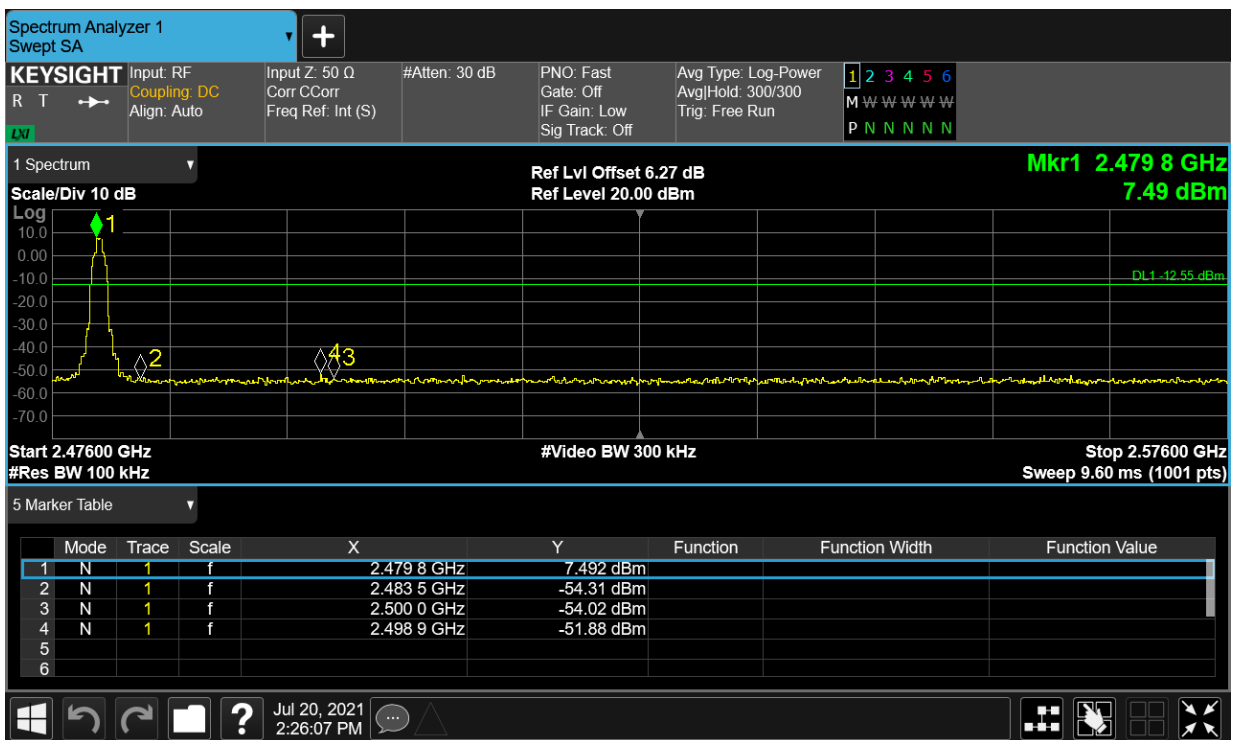 Spectrum Analyzer 1
Swept SA
KEYSIGHT
R T
LXI
Input: RF
Coupling: DC
Align: Auto
Input Z: 50 Ω
Corr CCorr
Freq Ref: Int (S)
#Atten: 30 dB
PNO: Fast
Gate: Off
IF Gain: Low
Sig Track: Off
Avg Type: Log-Power
Avg|Hold: 300/300
Trig: Free Run
1 2 3 4 5 6
M W W W W W
P N N N N N
1 Spectrum
Scale/Div 10 dB
Ref Lvl Offset 6.27 dB
Ref Level 20.00 dBm
Mkr1 2.479 8 GHz
7.49 dBm
Log
10.0
0.00
-10.0
-20.0
-30.0
-40.0
-50.0
-60.0
-70.0
1
DL1 -12.55 dBm
2
4 3
Start 2.47600 GHz
#Video BW 300 kHz
Stop 2.57600 GHz
#Res BW 100 kHz
Sweep 9.60 ms (1001 pts)
5 Marker Table
Mode Trace Scale X Y Function Function Width Function Value
1 N 1 f 2.479 8 GHz 7.492 dBm
2 N 1 f 2.483 5 GHz -54.31 dBm
3 N 1 f 2.500 0 GHz -54.02 dBm
4 N 1 f 2.498 9 GHz -51.88 dBm
5
6
?
Jul 20, 2021
2:26:07 PM